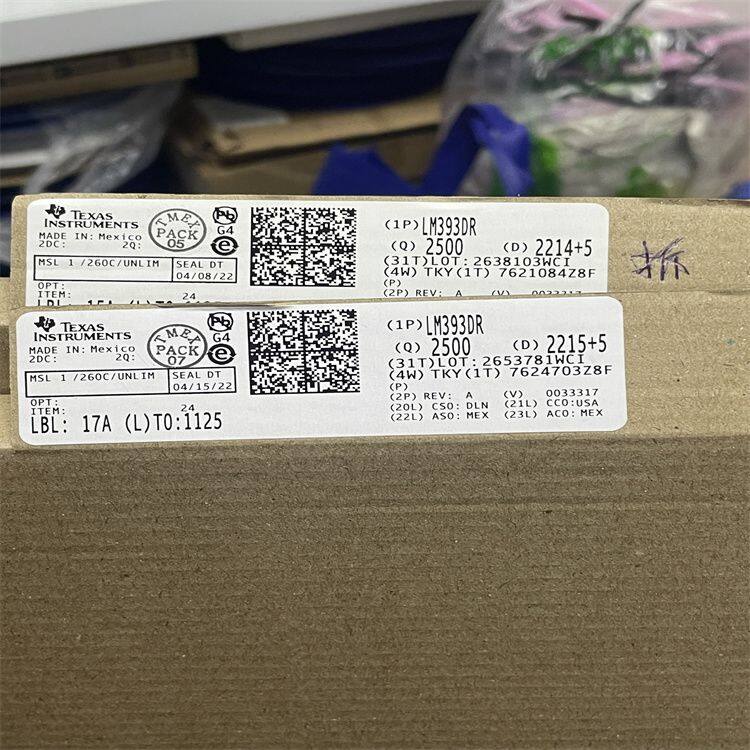 TEXAS
INSTRUMENTS
MADE IN: Mexico
2DC: 2Q:
TMEX
PACK
05
Pb
G4
e
MSL 1 /260C/UNLIM
SEAL DT
04/08/22
OPT:
ITEM:
24
(1P) LM393DR
(Q) 2500 (D) 2214+5
(31T)LOT: 2638103WCI
(4W) TKY(1T) 7621084Z8F
(P)
(2P) REV: A (V) 0033317
TEXAS
INSTRUMENTS
MADE IN: Mexico
2DC: 2Q:
TMEX
PACK
07
Pb
G4
e
MSL 1 /260C/UNLIM
SEAL DT
04/15/22
OPT:
ITEM:
24
LBL: 17A (L)TO:1125
(1P) LM393DR
(Q) 2500 (D) 2215+5
(31T)LOT: 2653781WCI
(4W) TKY(1T) 7624703Z8F
(P)
(2P) REV: A (V) 0033317
(20L) CSO: DLN (21L) CCO:USA
(22L) ASO: MEX (23L) ACO: MEX